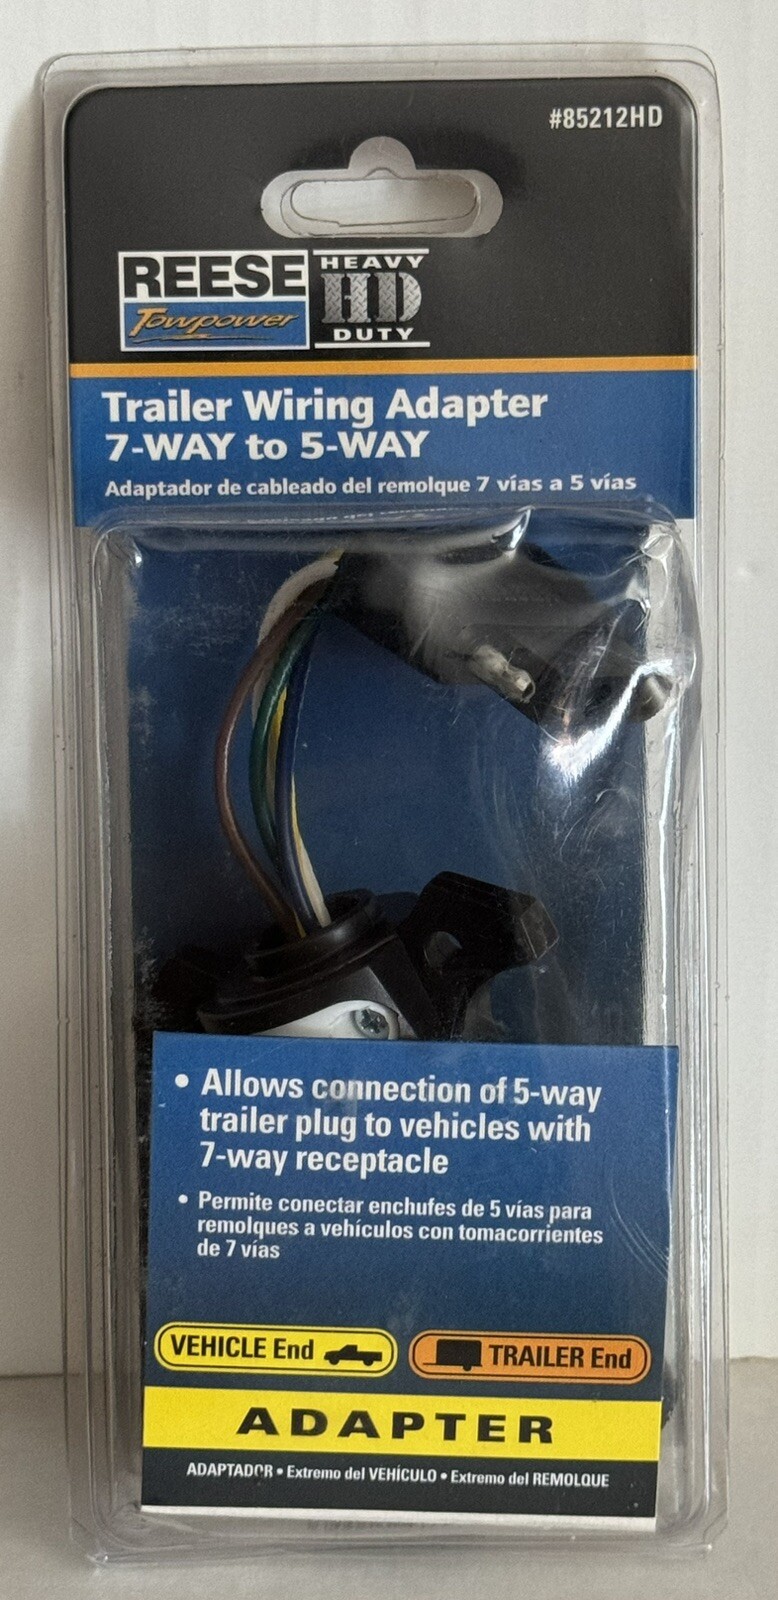 #85212HD
REESE
Towpower
HEAVY
HD
DUTY
Trailer Wiring Adapter
7-WAY to 5-WAY
Adaptador de cableado del remolque 7 vías a 5 vías
• Allows connection of 5-way
trailer plug to vehicles with
7-way receptacle
• Permite conectar enchufes de 5 vías para
remolques a vehículos con tomacorrientes
de 7 vías
VEHICLE End
TRAILER End
ADAPTER
ADAPTADOR • Extremo del VEHÍCULO • Extremo del REMOLQUE